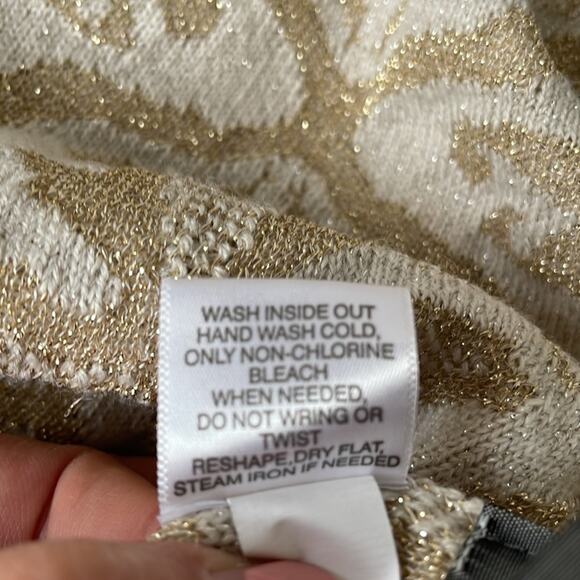 WASH INSIDE OUT
HAND WASH COLD,
ONLY NON-CHLORINE
BLEACH
WHEN NEEDED,
DO NOT WRING OR
TWIST
RESHAPE,DRY FLAT,
STEAM IRON IF NEEDED